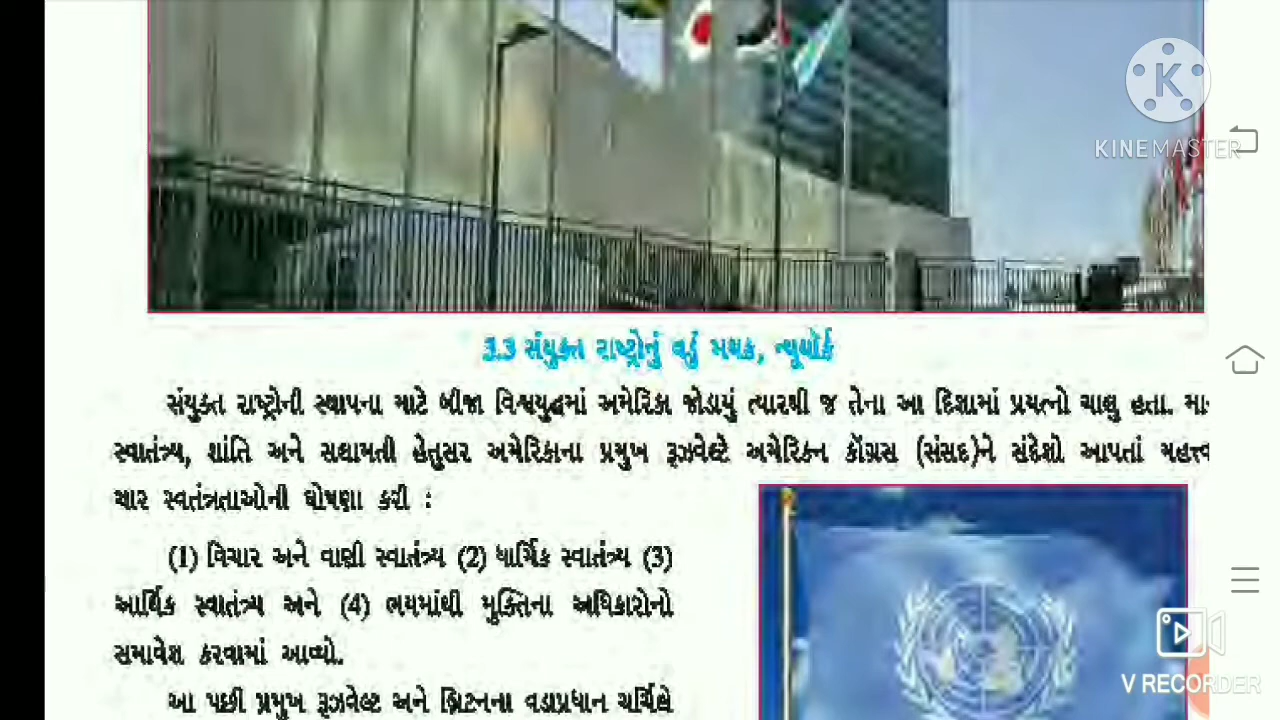 KINEMASTER
3.3 સંયુક્ત રાષ્ટ્રોનું વડું મથક, ન્યૂયૉર્ક
સંયુક્ત રાષ્ટ્રોની સ્થાપના માટે બીજા વિશ્વયુદ્ધમાં અમેરિકા જોડાયું ત્યારથી જ તેના આ દિશામાં પ્રયત્નો ચાલુ હતા.
સ્વાતંત્ર્ય, શાંતિ અને સલામતી હેતુસર અમેરિકાના પ્રમુખ રૂઝવેલ્ટે અમેરિકન કૉંગ્રેસ (સંસદ)ને સંદેશો આપતાં
ચાર સ્વતંત્રતાઓની ઘોષણા કરી :
(1) વિચાર અને વાણી સ્વાતંત્ર્ય (2) ધાર્મિક સ્વાતંત્ર્ય (3)
આર્થિક સ્વાતંત્ર્ય અને (4) ભયમાંથી મુક્તિના અધિકારોનો
સમાવેશ કરવામાં આવ્યો.
આ પછી પ્રમુખ રૂઝવેલ્ટ અને બ્રિટનના વડાપ્રધાન ચર્ચિલે
V RECORDER